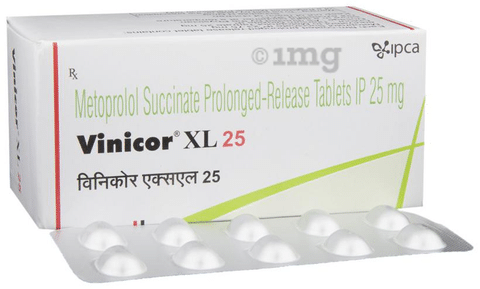 ©1mg
ipca
Rx
Metoprolol Succinate Prolonged-Release Tablets IP 25 mg
Vinicor® XL 25
विनिकोर एक्सएल 25